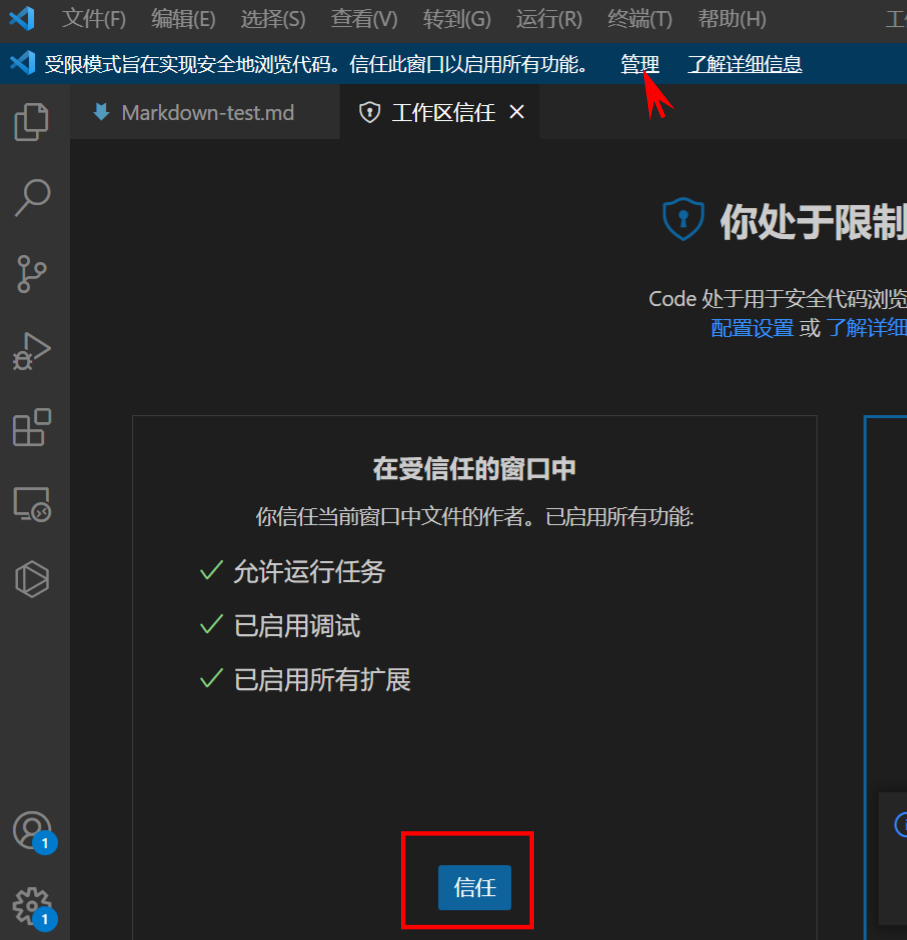 文件(F) 编辑(E) 选择(S) 查看(V) 转到(G) 运行(R) 终端(T) 帮助(H) 工
受限模式旨在实现安全地浏览代码。信任此窗口以启用所有功能。 管理 了解详细信息
Markdown-test.md 工作区信任
你处于限制
Code 处于用于安全代码浏览
配置设置 或 了解详细
在受信任的窗口中
你信任当前窗口中文件的作者。已启用所有功能:
允许运行任务
已启用调试
已启用所有扩展
信任
1
1